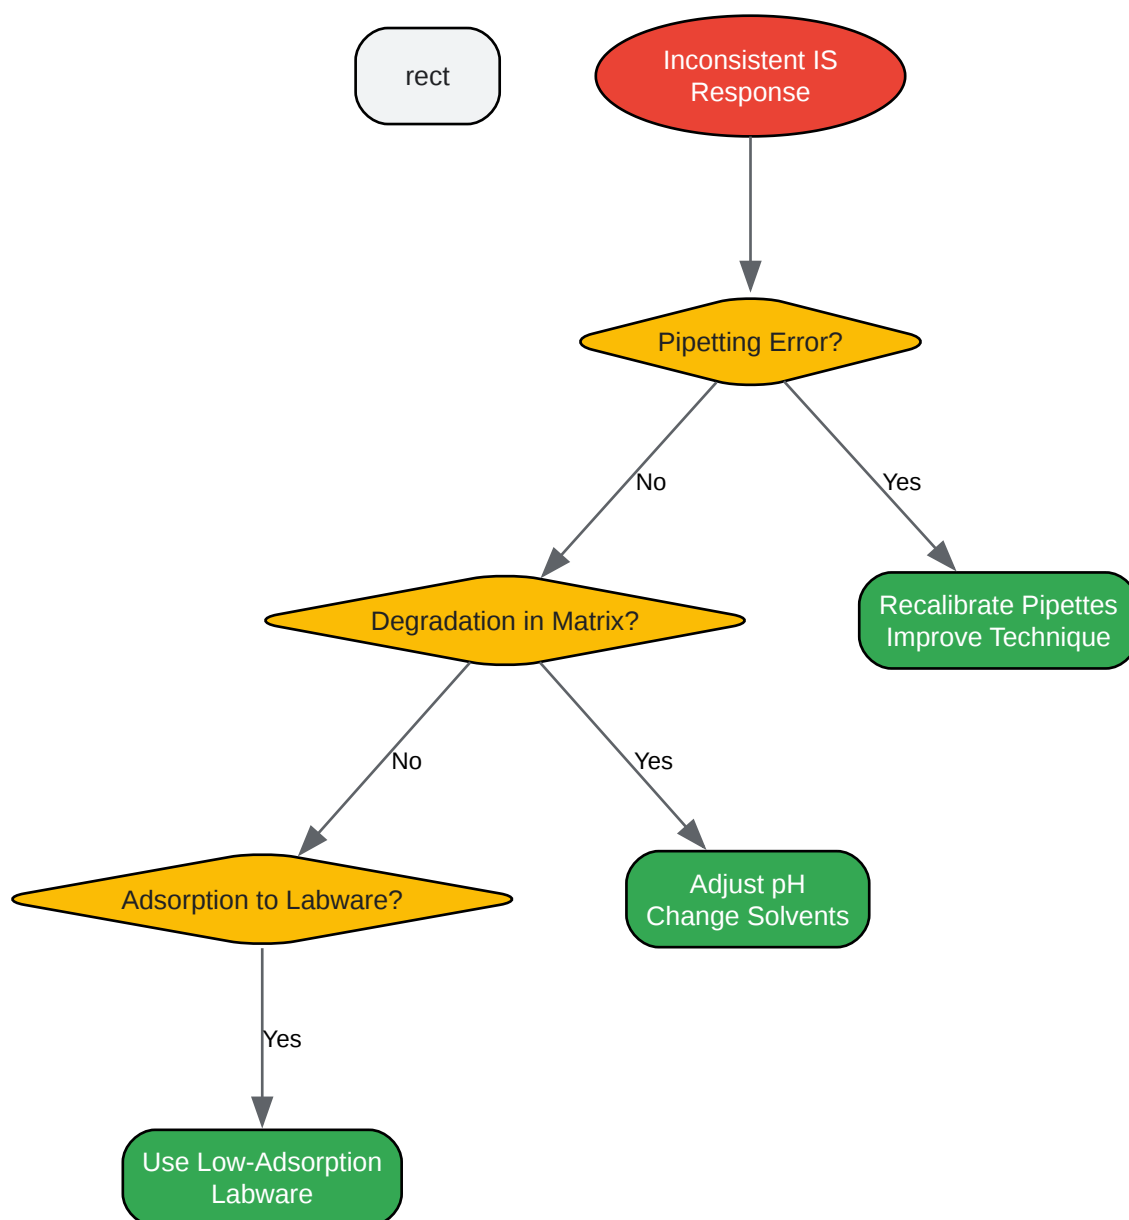 rect
Inconsistent IS
Response
Pipetting Error?
No
Yes
Degradation in Matrix?
Recalibrate Pipettes
Improve Technique
No
Yes
Adsorption to Labware?
Adjust pH
Change Solvents
Yes
Use Low-Adsorption
Labware